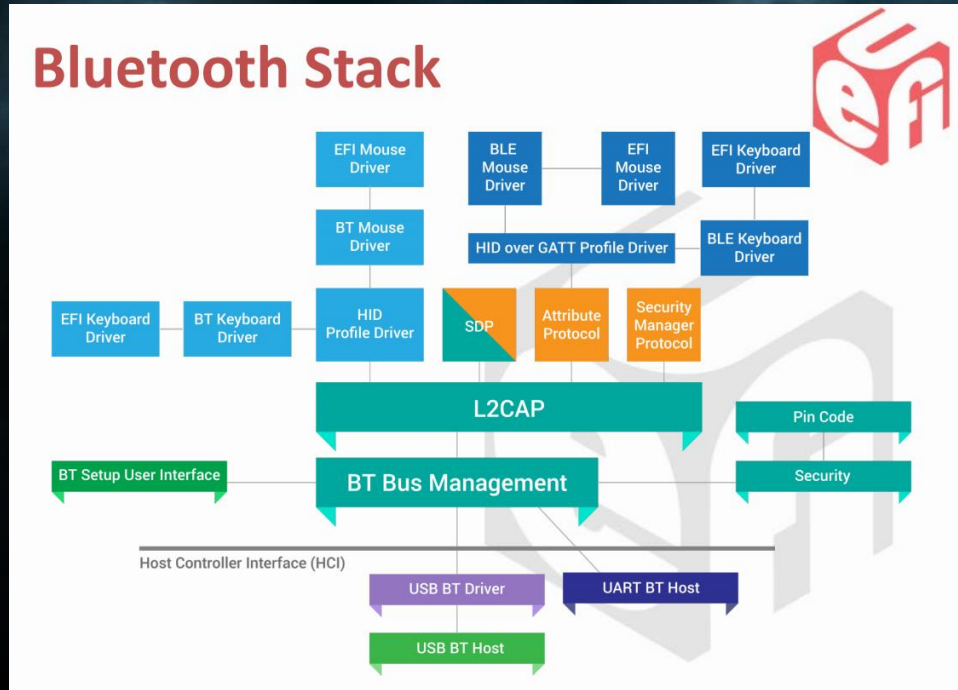 Bluetooth Stack
UEFI
EFI Mouse
Driver
BLE
Mouse
Driver
EFI
Mouse
Driver
EFI Keyboard
Driver
BT Mouse
Driver
HID over GATT Profile Driver
BLE Keyboard
Driver
EFI Keyboard
Driver
BT Keyboard
Driver
HID
Profile Driver
SDP
Attribute
Protocol
Security
Manager
Protocol
L2CAP
Pin Code
BT Setup User Interface
BT Bus Management
Security
Host Controller Interface (HCI)
USB BT Driver
UART BT Host
USB BT Host